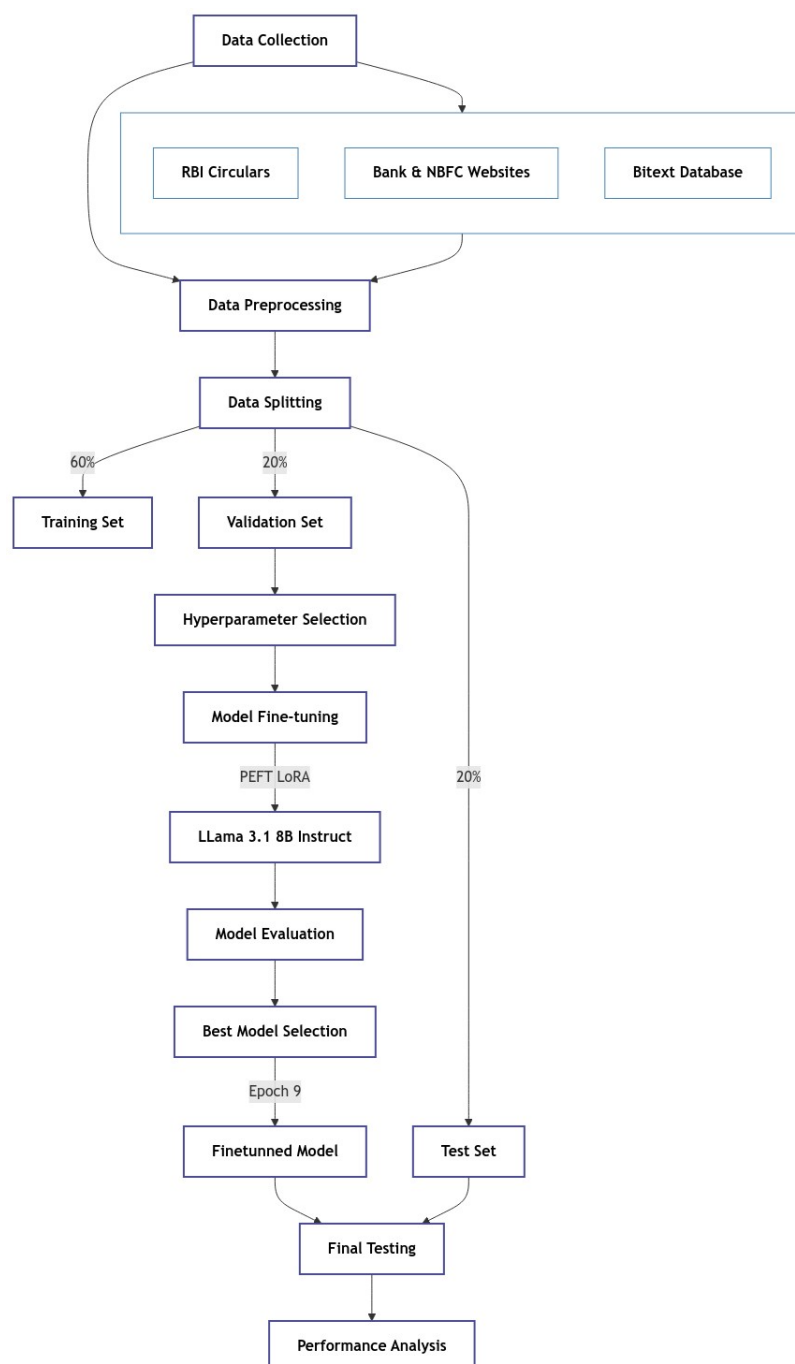 Data Collection
RBI Circulars
Bank & NBFC Websites
Bitext Database
Data Preprocessing
Data Splitting
60%
20%
Training Set
Validation Set
Hyperparameter Selection
Model Fine-tuning
PEFT LoRA
20%
LLama 3.1 8B Instruct
Model Evaluation
Best Model Selection
Epoch 9
Finetunned Model
Test Set
Final Testing
Performance Analysis